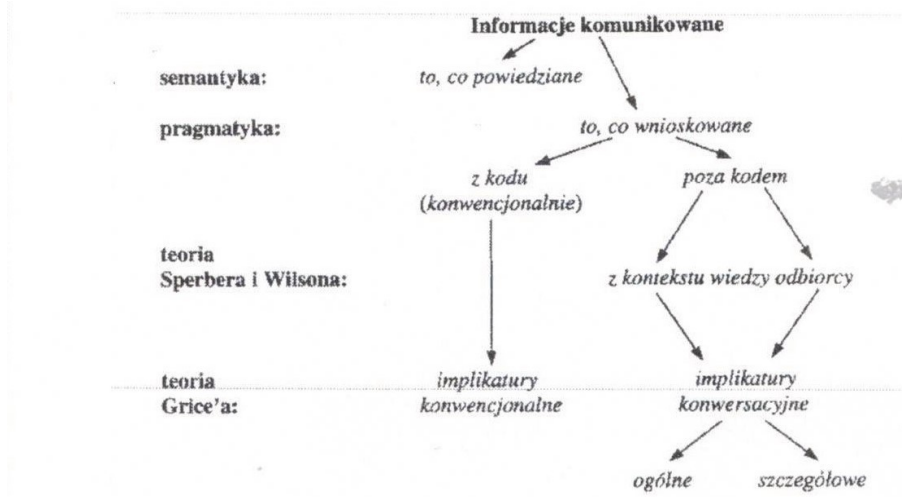 Informacje komunikowane
semantyka: to, co powiedziane
pragmatyka: to, co wnioskowane
z kodu poza kodem
(konwencjonalnie)
teoria
Sperbera i Wilsona: z kontekstu wiedzy odbiorcy
teoria implikatury implikatury
Grice'a: konwencjonalne konwersacyjne
ogólne szczegółowe